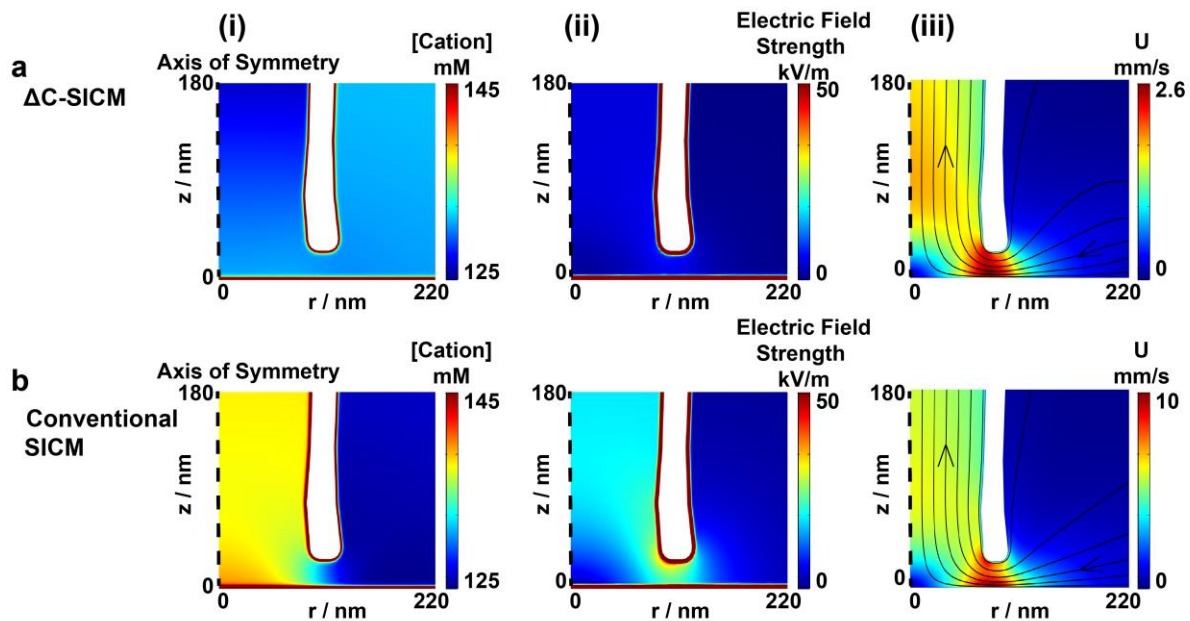 (i)
(ii)
Electric Field
(iii)
[Cation]
Strength
U
a
Axis of Symmetry
mM
kV/m
mm/s
ΔC-SICM
180
145
180
50
180
2.6
z / nm
z / nm
z / nm
0
125
0
0
0
0
0
220
0
220
0
220
r / nm
r / nm
r / nm
Electric Field
[Cation]
Strength
U
b
Axis of Symmetry
mM
kV/m
mm/s
Conventional
SICM
180
145
180
50
180
10
z / nm
z / nm
z / nm
0
125
0
0
0
0
0
220
0
220
0
220
r / nm
r / nm
r / nm